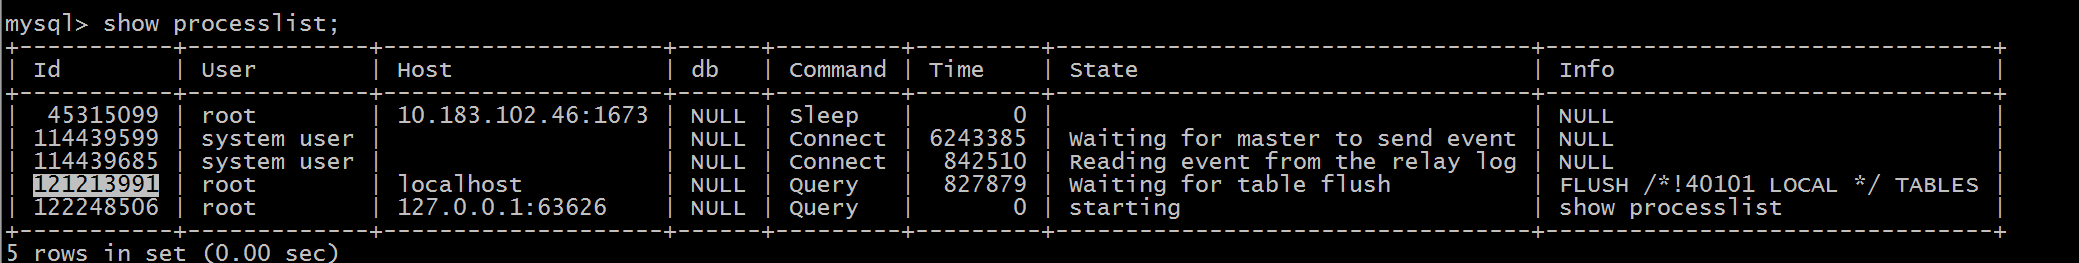 mysql> show processlist;
+-----------+-------------+--------------------+------+---------+---------+--------------------------------+--------------------------------+
| Id        | User        | Host               | db   | Command | Time    | State                          | Info                           |
+-----------+-------------+--------------------+------+---------+---------+--------------------------------+--------------------------------+
|  45315099 | root        | 10.183.102.46:1673 | NULL | Sleep   |       0 |                                | NULL                           |
| 114439599 | system user |                    | NULL | Connect | 6243385 | Waiting for master to send event | NULL                           |
| 114439685 | system user |                    | NULL | Connect |  842510 | Reading event from the relay log | NULL                           |
| 121213991 | root        | localhost          | NULL | Query   |  827879 | Waiting for table flush        | FLUSH /*!40101 LOCAL */ TABLES |
| 122248506 | root        | 127.0.0.1:63626    | NULL | Query   |       0 | starting                       | show processlist               |
+-----------+-------------+--------------------+------+---------+---------+--------------------------------+--------------------------------+
5 rows in set (0.00 sec)